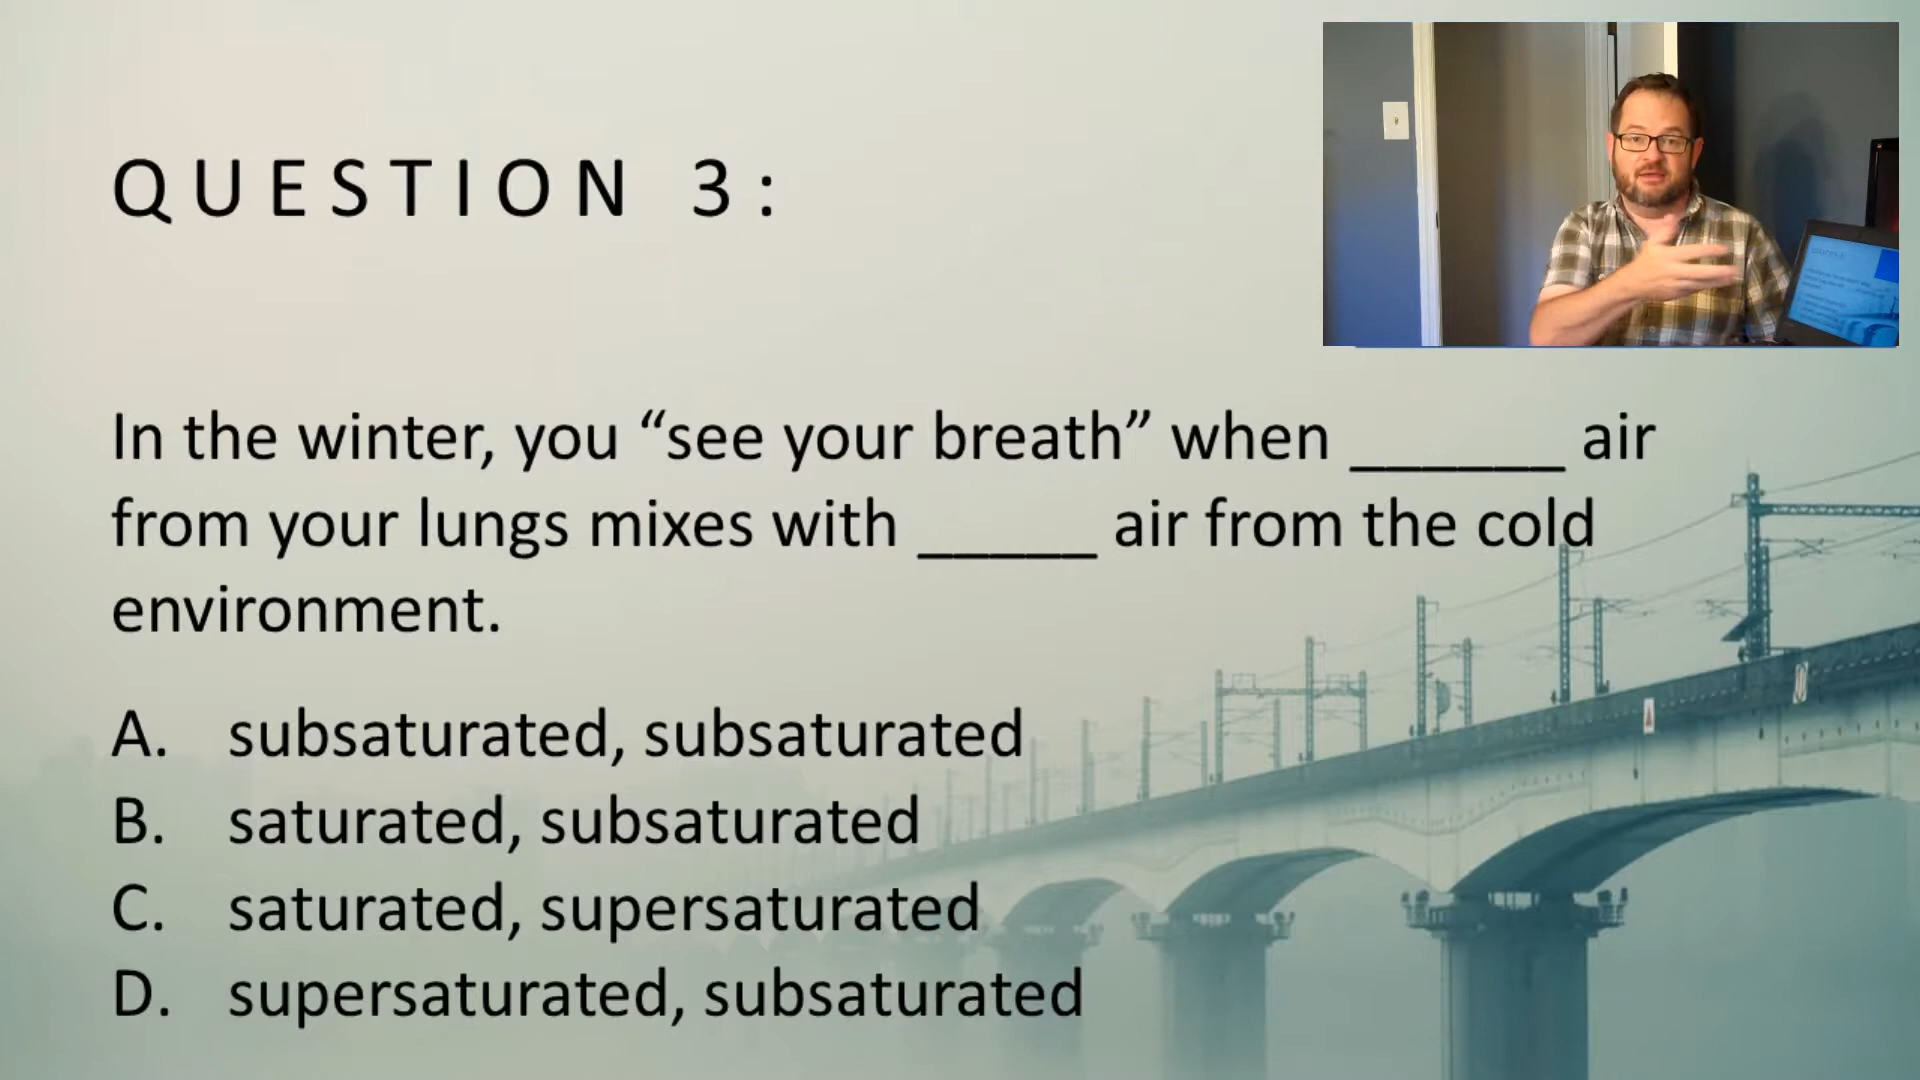 QUESTION 3:
In the winter, you “see your breath” when ______ air
from your lungs mixes with _____ air from the cold
environment.
A. subsaturated, subsaturated
B. saturated, subsaturated
C. saturated, supersaturated
D. supersaturated, subsaturated